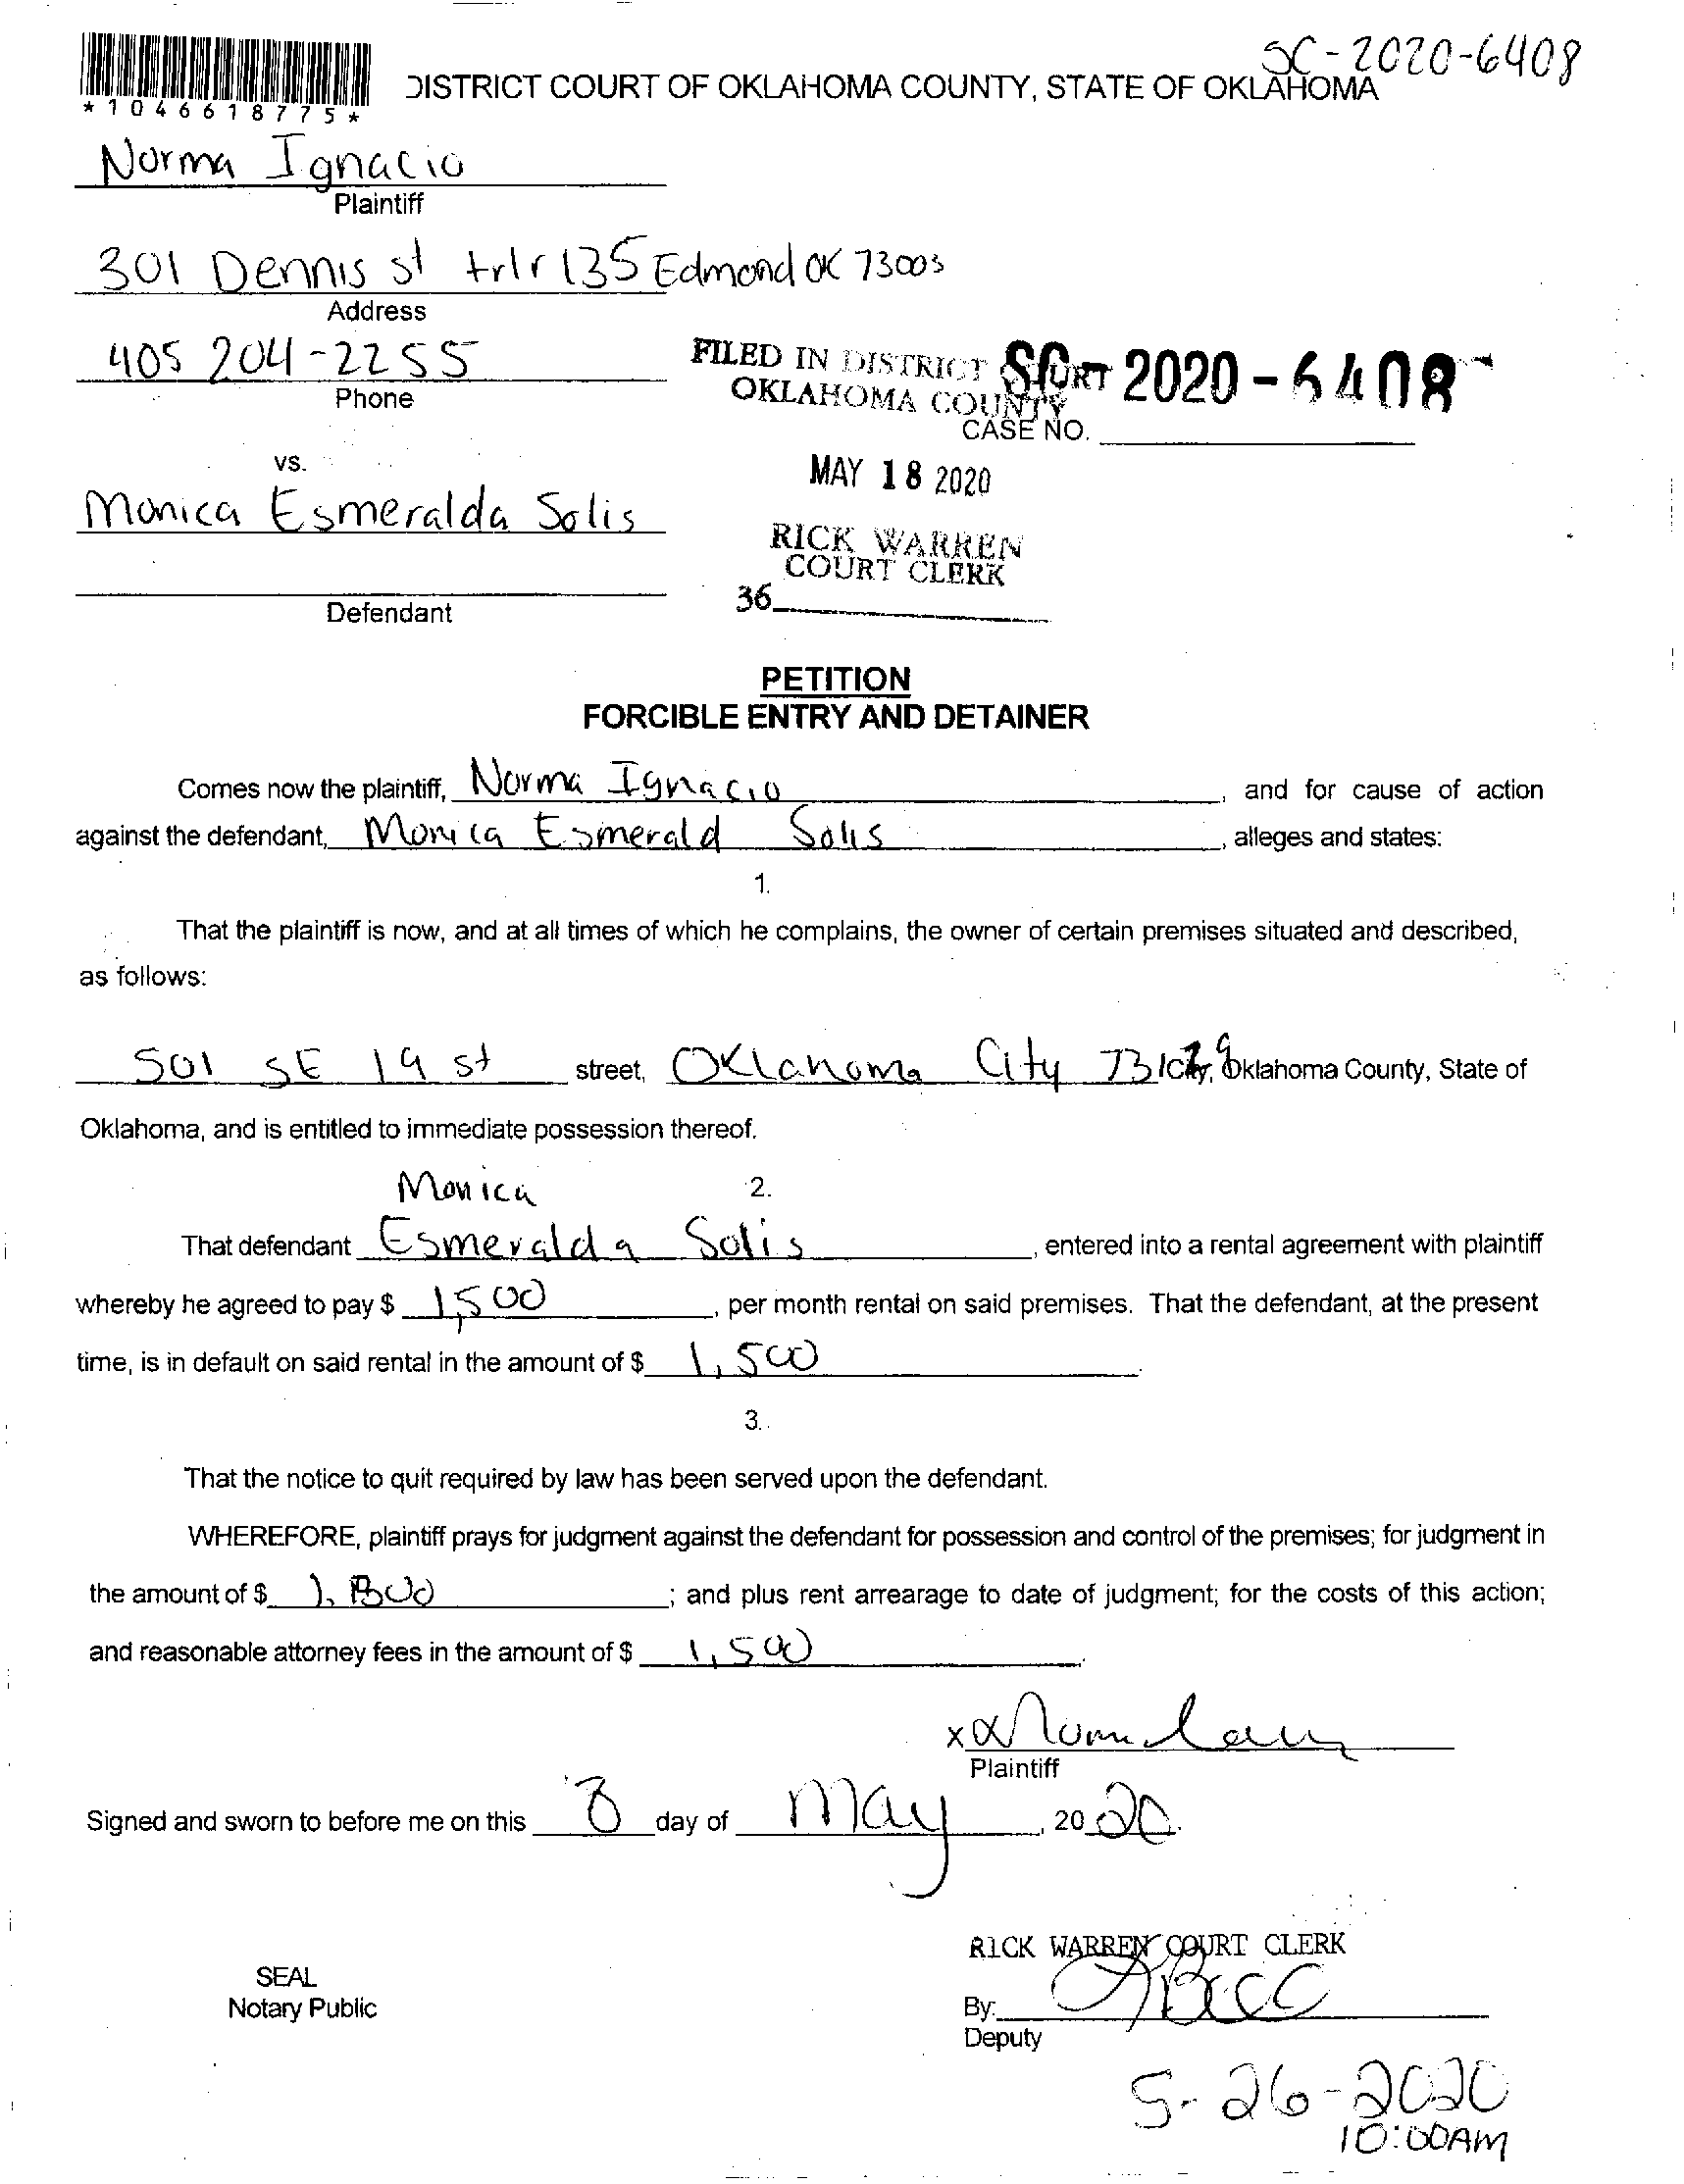 SC-2020-6408
DISTRICT COURT OF OKLAHOMA COUNTY, STATE OF OKLAHOMA
*1046618775*
Norma Ignacio
Plaintiff
301 Dennis st trlr 135 Edmond OK 73003
Address
405 204-2255
Phone
FILED IN DISTRICT COURT
OKLAHOMA COUNTY
SC 2020-6408
CASE NO.
vs.
MAY 18 2020
Monica Esmeralda Solis
RICK WARREN
COURT CLERK
36
Defendant
PETITION
FORCIBLE ENTRY AND DETAINER
Comes now the plaintiff, Norma Ignacio, and for cause of action
against the defendant, Monica Esmerald Solis, alleges and states:
1.
That the plaintiff is now, and at all times of which he complains, the owner of certain premises situated and described,
as follows:
501 SE 19 st street, Oklahoma City Oklahoma County, State of
Oklahoma, and is entitled to immediate possession thereof.
Monica
2.
That defendant Esmeralda Solis, entered into a rental agreement with plaintiff
whereby he agreed to pay $ 1,500, per month rental on said premises. That the defendant, at the present
time, is in default on said rental in the amount of $ 1,500.
3.
That the notice to quit required by law has been served upon the defendant.
WHEREFORE, plaintiff prays for judgment against the defendant for possession and control of the premises; for judgment in
the amount of $ ; and plus rent arrearage to date of judgment; for the costs of this action;
and reasonable attorney fees in the amount of $ 1,500.
x
Plaintiff
Signed and sworn to before me on this day of May, 2020.
RICK WARREN COURT CLERK
SEAL
Notary Public
By:
Deputy
5-26-2020
10:00AM